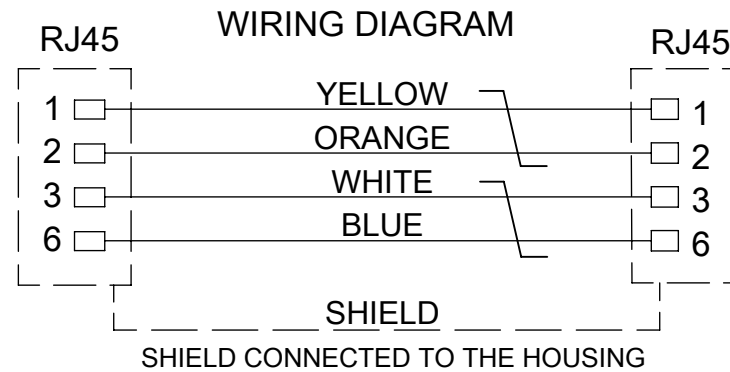 WIRING DIAGRAM
RJ45 RJ45
1 YELLOW 1
2 ORANGE 2
3 WHITE 3
6 BLUE 6
SHIELD
SHIELD CONNECTED TO THE HOUSING